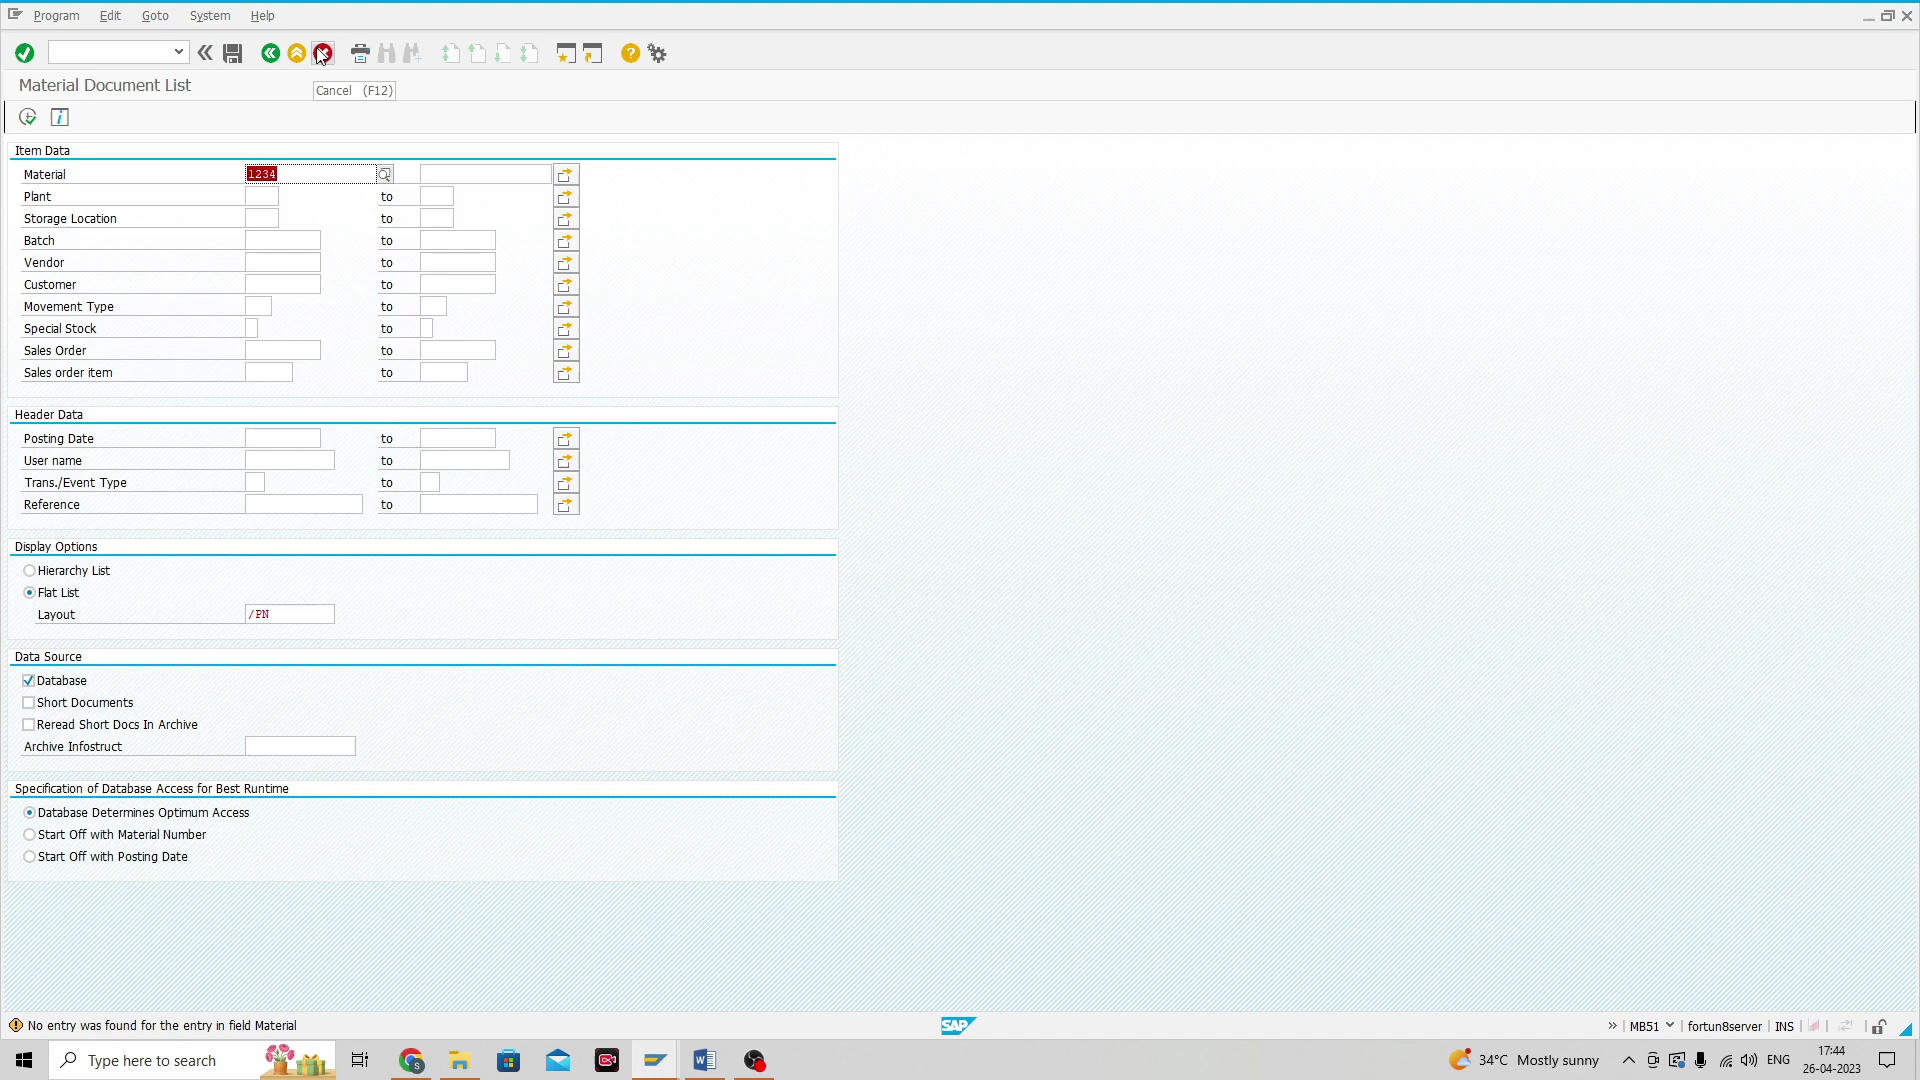 Program Edit Goto System Help
Material Document List
Cancel (F12)
Item Data
Material 1234
Plant to
Storage Location to
Batch to
Vendor to
Customer to
Movement Type to
Special Stock to
Sales Order to
Sales order item to
Header Data
Posting Date to
User name to
Trans./Event Type to
Reference to
Display Options
Hierarchy List
Flat List
Layout /PN
Data Source
Database
Short Documents
Reread Short Docs In Archive
Archive Infostruct
Specification of Database Access for Best Runtime
Database Determines Optimum Access
Start Off with Material Number
Start Off with Posting Date
No entry was found for the entry in field Material SAP MB51 fortun8server INS
Type here to search 34°C Mostly sunny ENG 17:44
26-04-2023